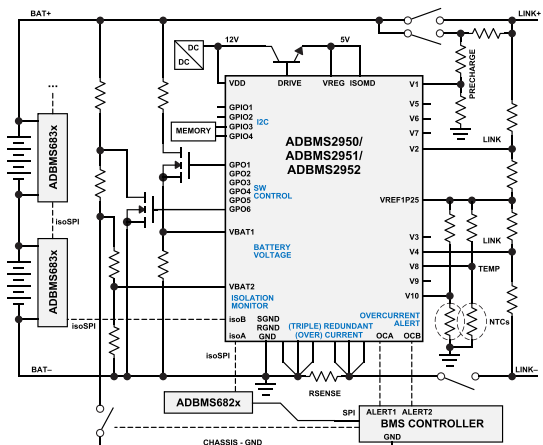 BAT+
LINK+
12V
5V
DC
DC
VDD
DRIVE
VREG
ISOMD
PRECHARGE
...
GPIO1
GPIO2
GPIO3
GPIO4
I2C
MEMORY
V1
V5
V6
V7
V2
LINK
ADBMS2950/
ADBMS2951/
ADBMS2952
ADBMS683x
GPO1
GPO2
GPO3
GPO4
GPO5
GPO6
SW
CONTROL
VREF1P25
isoSPI
VBAT1
BATTERY
VOLTAGE
V3
LINK
V4
V8
TEMP
V9
V10
ADBMS683x
VBAT2
ISOLATION
MONITOR
isoSPI
isoB
isoA
SGND
RGND
GND
(TRIPLE) REDUNDANT
(OVER) CURRENT
OVERCURRENT
ALERT
OCA
OCB
NTCs
isoSPI
BAT–
RSENSE
LINK–
ADBMS682x
SPI
ALERT1
ALERT2
BMS CONTROLLER
GND
CHASSIS - GND